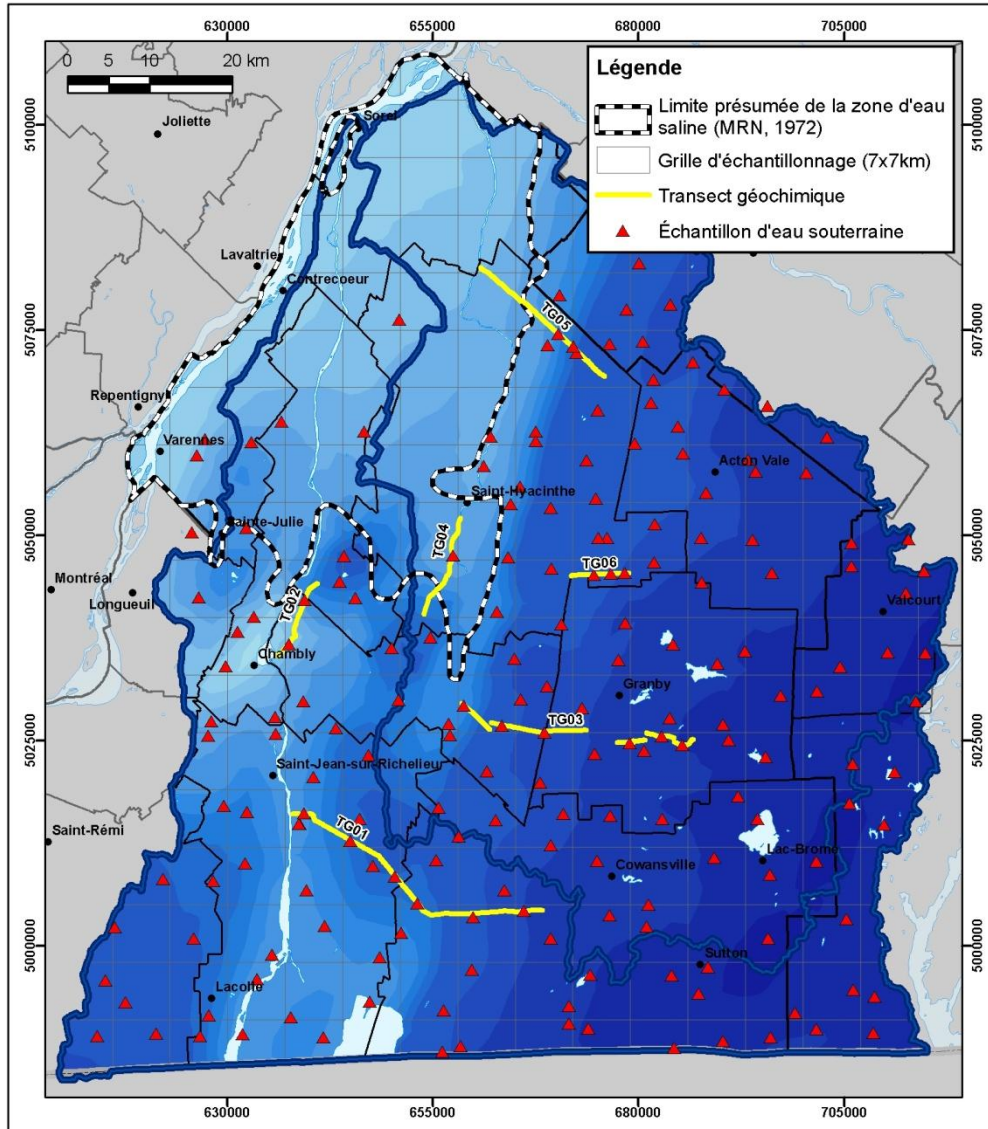 630000
655000
680000
705000
0 5 10 20 km
Légende
Limite présumée de la zone d'eau
saline (MRN, 1972)
Grille d'échantillonnage (7x7km)
Transect géochimique
Échantillon d'eau souterraine
5100000
5100000
Joliette
Sorel
Lavaltrie
Contrecoeur
TG05
5075000
5075000
Repentigny
Varennes
Acton Vale
Saint-Hyacinthe
Sainte-Julie
5050000
5050000
TG04
TG06
Montréal
Longueuil
TG02
Valcourt
Chambly
Granby
5025000
TG03
5025000
Saint-Jean-sur-Richelieu
TG01
Saint-Rémi
Lac-Brome
Cowansville
5000000
5000000
Sutton
Lacolle
630000
655000
680000
705000